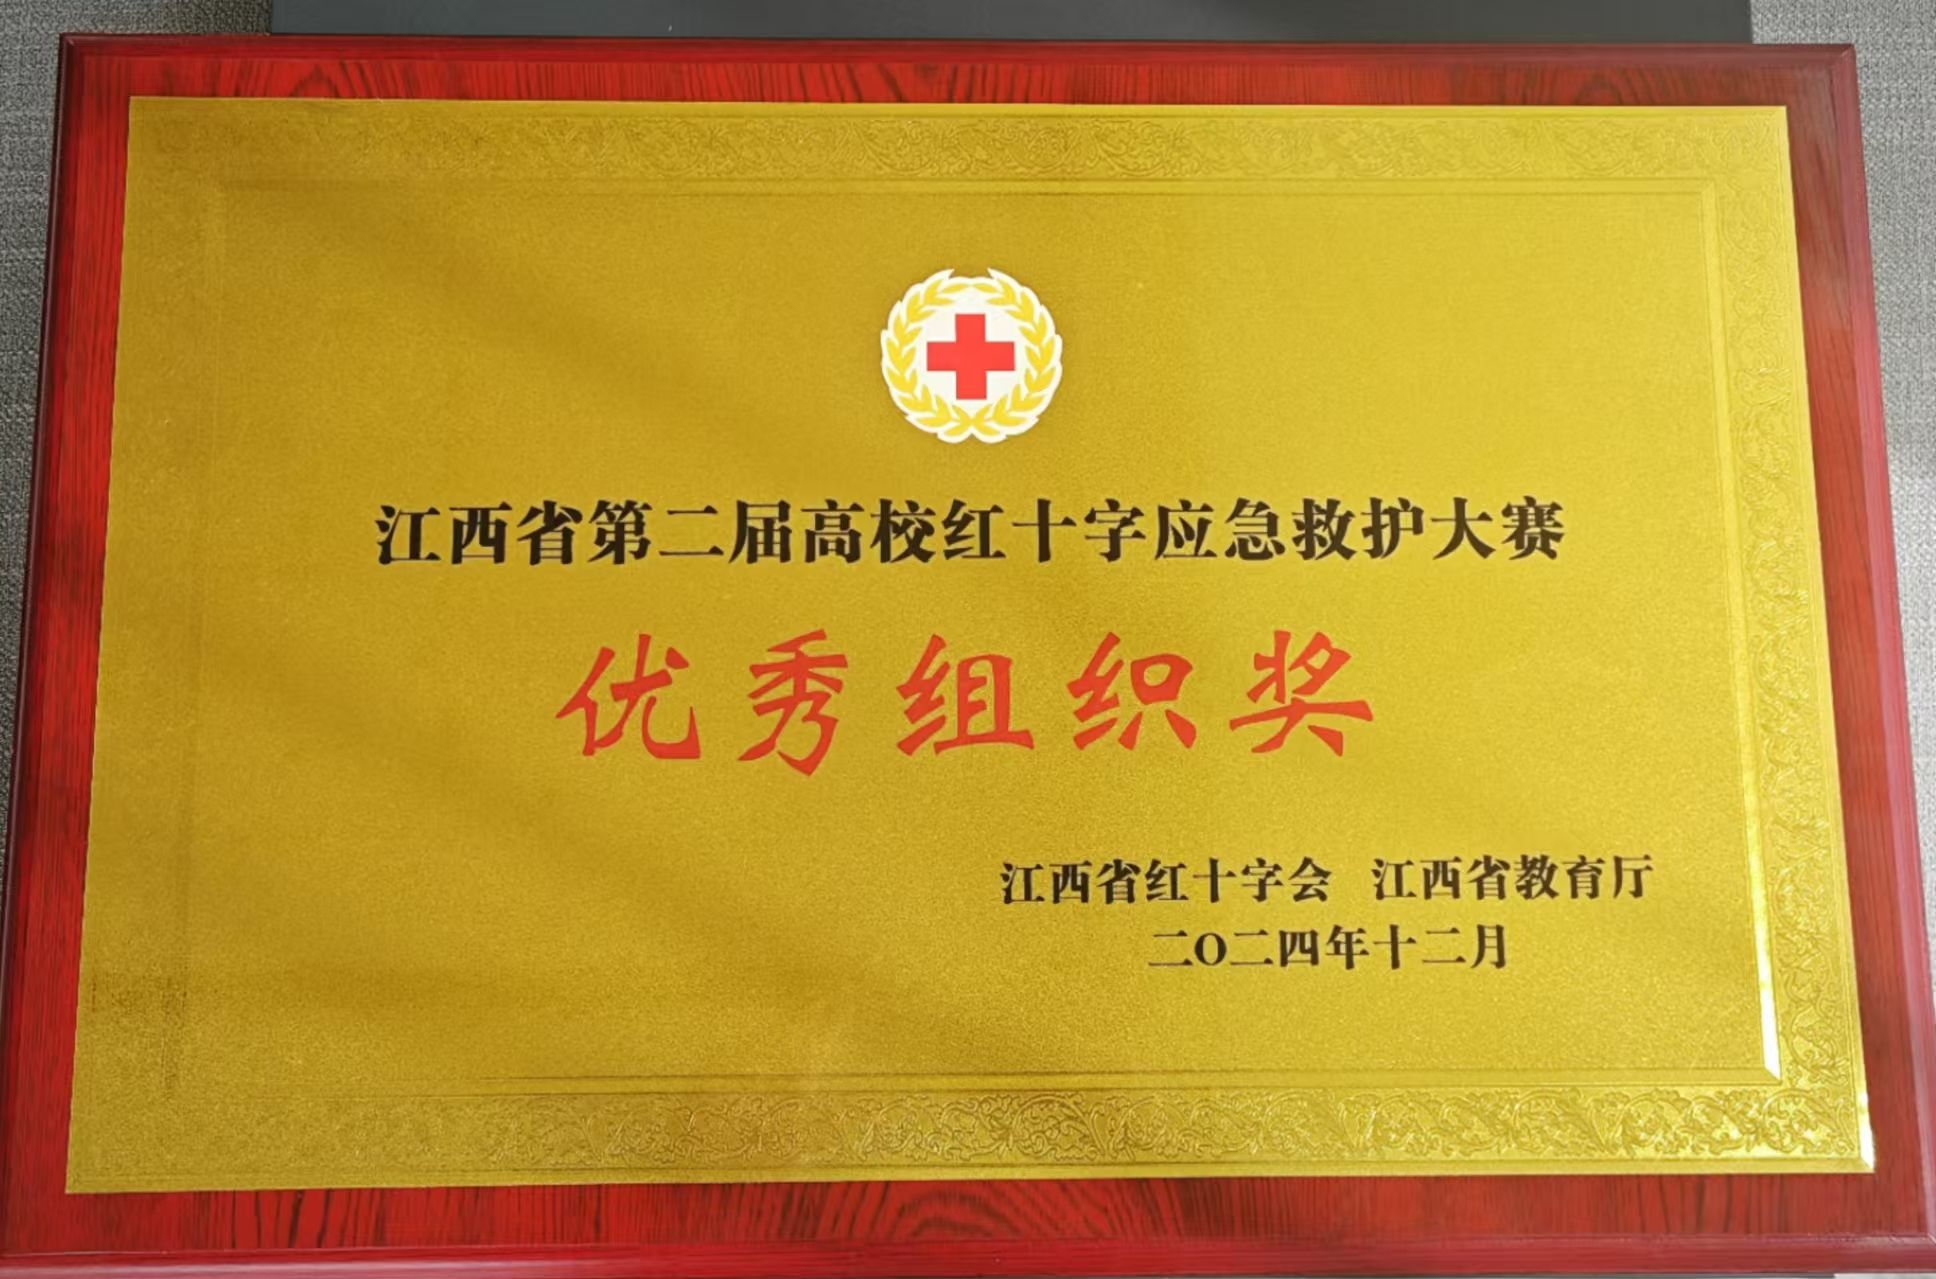 江西省第二届高校红十字应急救护大赛
优秀组织奖
江西省红十字会 江西省教育厅
二O二四年十二月